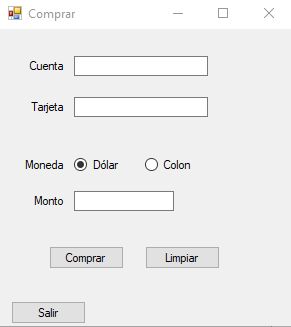 Comprar
Cuenta
Tarjeta
Moneda Dólar Colon
Monto
Comprar Limpiar
Salir